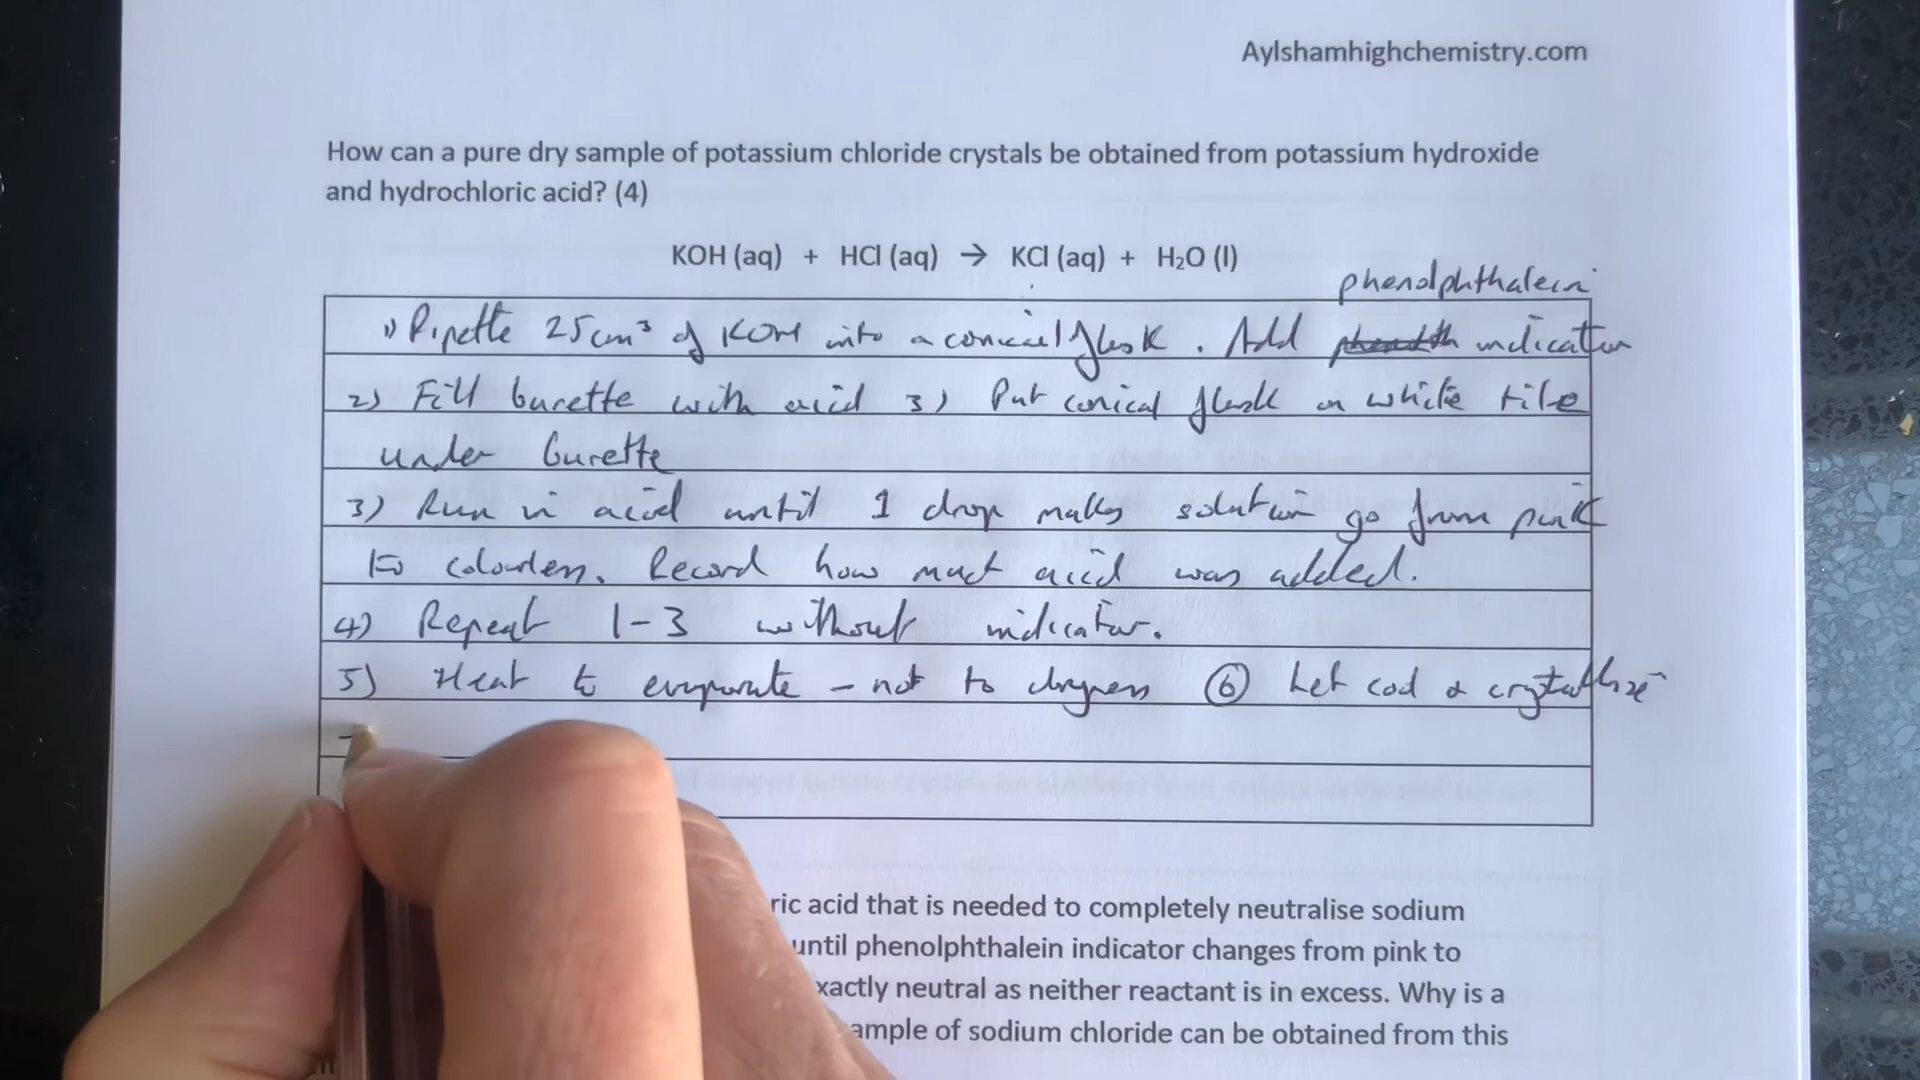 Aylshamhighchemistry.com
How can a pure dry sample of potassium chloride crystals be obtained from potassium hydroxide
and hydrochloric acid? (4)
KOH (aq) + HCl (aq) → KCl (aq) + H₂O (l)
phenolphthalein
1) Pipette 25cm³ of KOH into a conical flask. Add indicator
2) Fill burette with acid 3) Put conical flask on white tile
under burette
3) Run in acid until 1 drop makes solution go from pink
to colourless. Record how much acid was added.
4) Repeat 1-3 without indicator.
5) Heat to evaporate - not to dryness ⑥ Let cool & crystallise
ric acid that is needed to completely neutralise sodium
until phenolphthalein indicator changes from pink to
xactly neutral as neither reactant is in excess. Why is a
ample of sodium chloride can be obtained from this